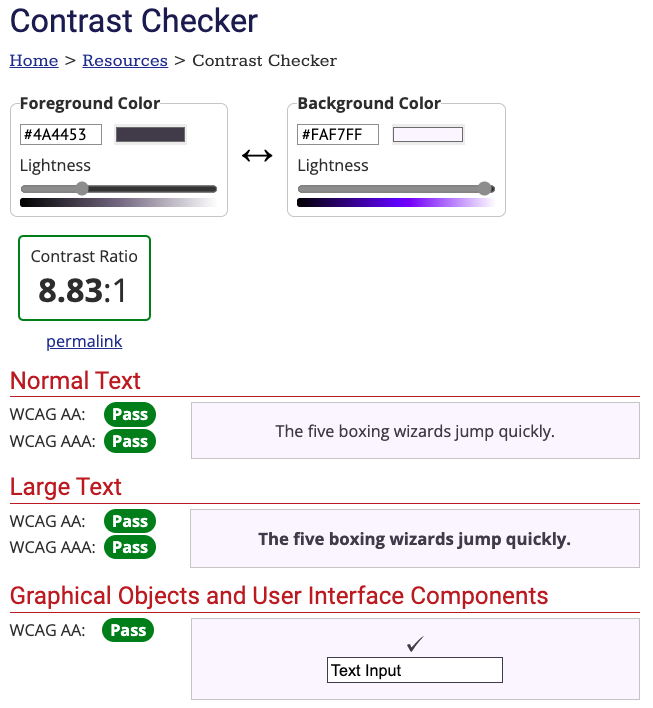 Contrast Checker
Home > Resources > Contrast Checker
Foreground Color
#4A4453
Lightness
Background Color
#FAF7FF
Lightness
Contrast Ratio
8.83:1
permalink
Normal Text
WCAG AA: Pass
WCAG AAA: Pass
The five boxing wizards jump quickly.
Large Text
WCAG AA: Pass
WCAG AAA: Pass
The five boxing wizards jump quickly.
Graphical Objects and User Interface Components
WCAG AA: Pass
✓
Text Input